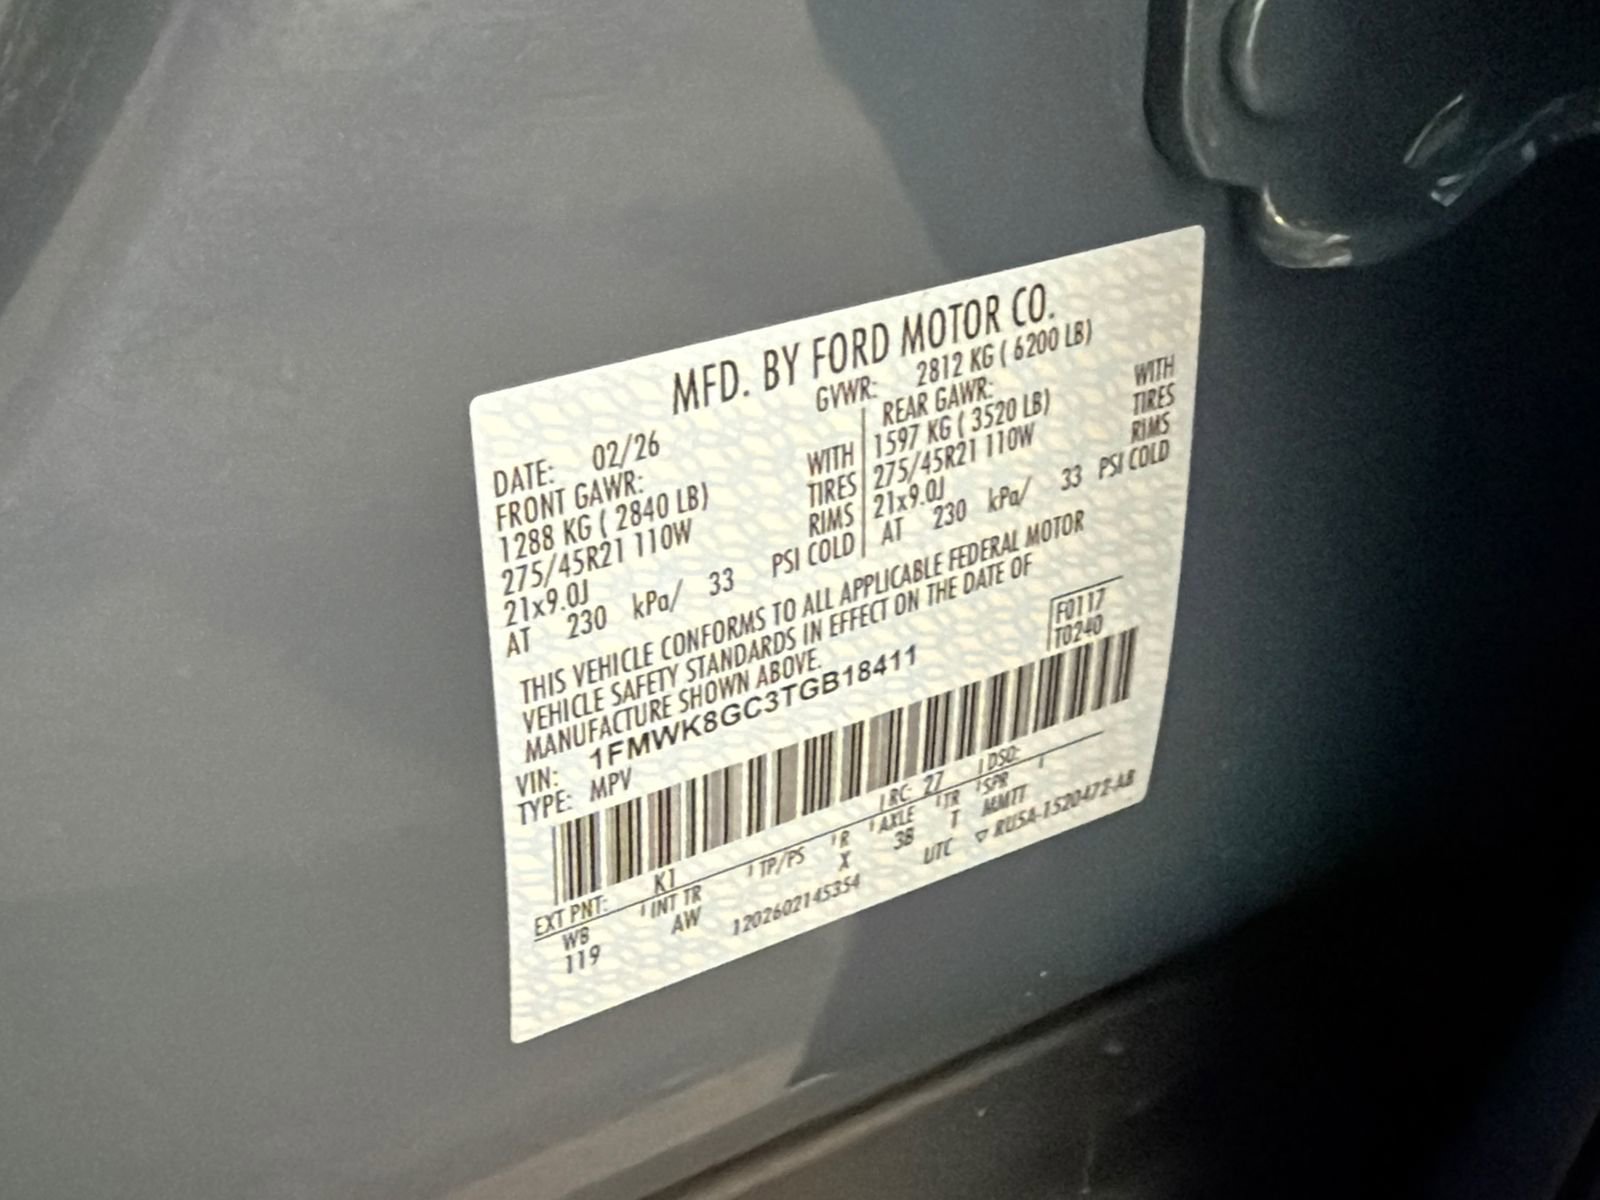 MFD. BY FORD MOTOR CO.
DATE: 02/26 GVWR: 2812 KG ( 6200 LB)
FRONT GAWR: REAR GAWR:
1288 KG ( 2840 LB) WITH 1597 KG ( 3520 LB) WITH
275/45R21 110W TIRES 275/45R21 110W TIRES
21x9.0J RIMS 21x9.0J RIMS
AT 230 kPa/ 33 PSI COLD AT 230 kPa/ 33 PSI COLD
THIS VEHICLE CONFORMS TO ALL APPLICABLE FEDERAL MOTOR
VEHICLE SAFETY STANDARDS IN EFFECT ON THE DATE OF
MANUFACTURE SHOWN ABOVE.
F0117
T0240
VIN: 1FMWK8GC3TGB18411
TYPE: MPV
EXT PNT: K1 RC: 27 DSO:
WB INT TR TP/PS R AXLE TR SPR
119 AW X 3B T MMTT
1202602145354 UTC ▽ RU5A-1520472-AB